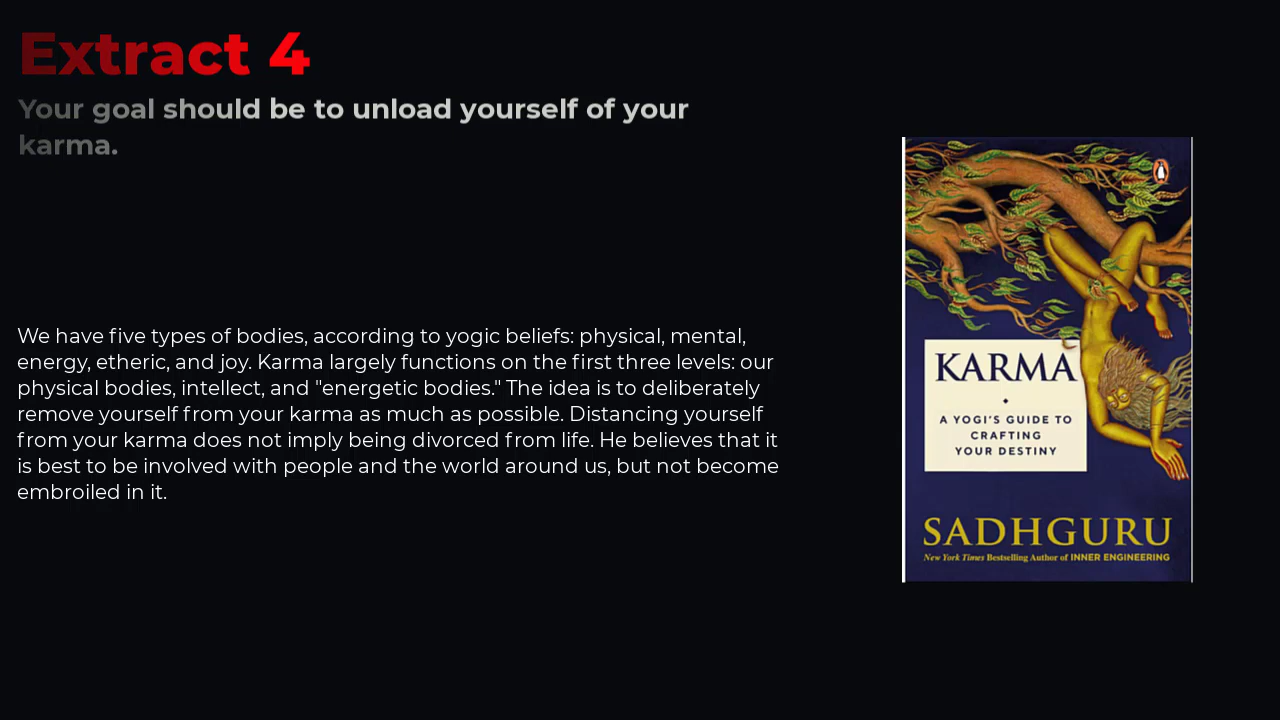 Extract 4
Your goal should be to unload yourself of your
karma.
We have five types of bodies, according to yogic beliefs: physical, mental,
energy, etheric, and joy. Karma largely functions on the first three levels: our
physical bodies, intellect, and "energetic bodies." The idea is to deliberately
remove yourself from your karma as much as possible. Distancing yourself
from your karma does not imply being divorced from life. He believes that it
is best to be involved with people and the world around us, but not become
embroiled in it.
KARMA
A YOGI'S GUIDE TO
CRAFTING
YOUR DESTINY
SADHGURU
New York Times Bestselling Author of INNER ENGINEERING